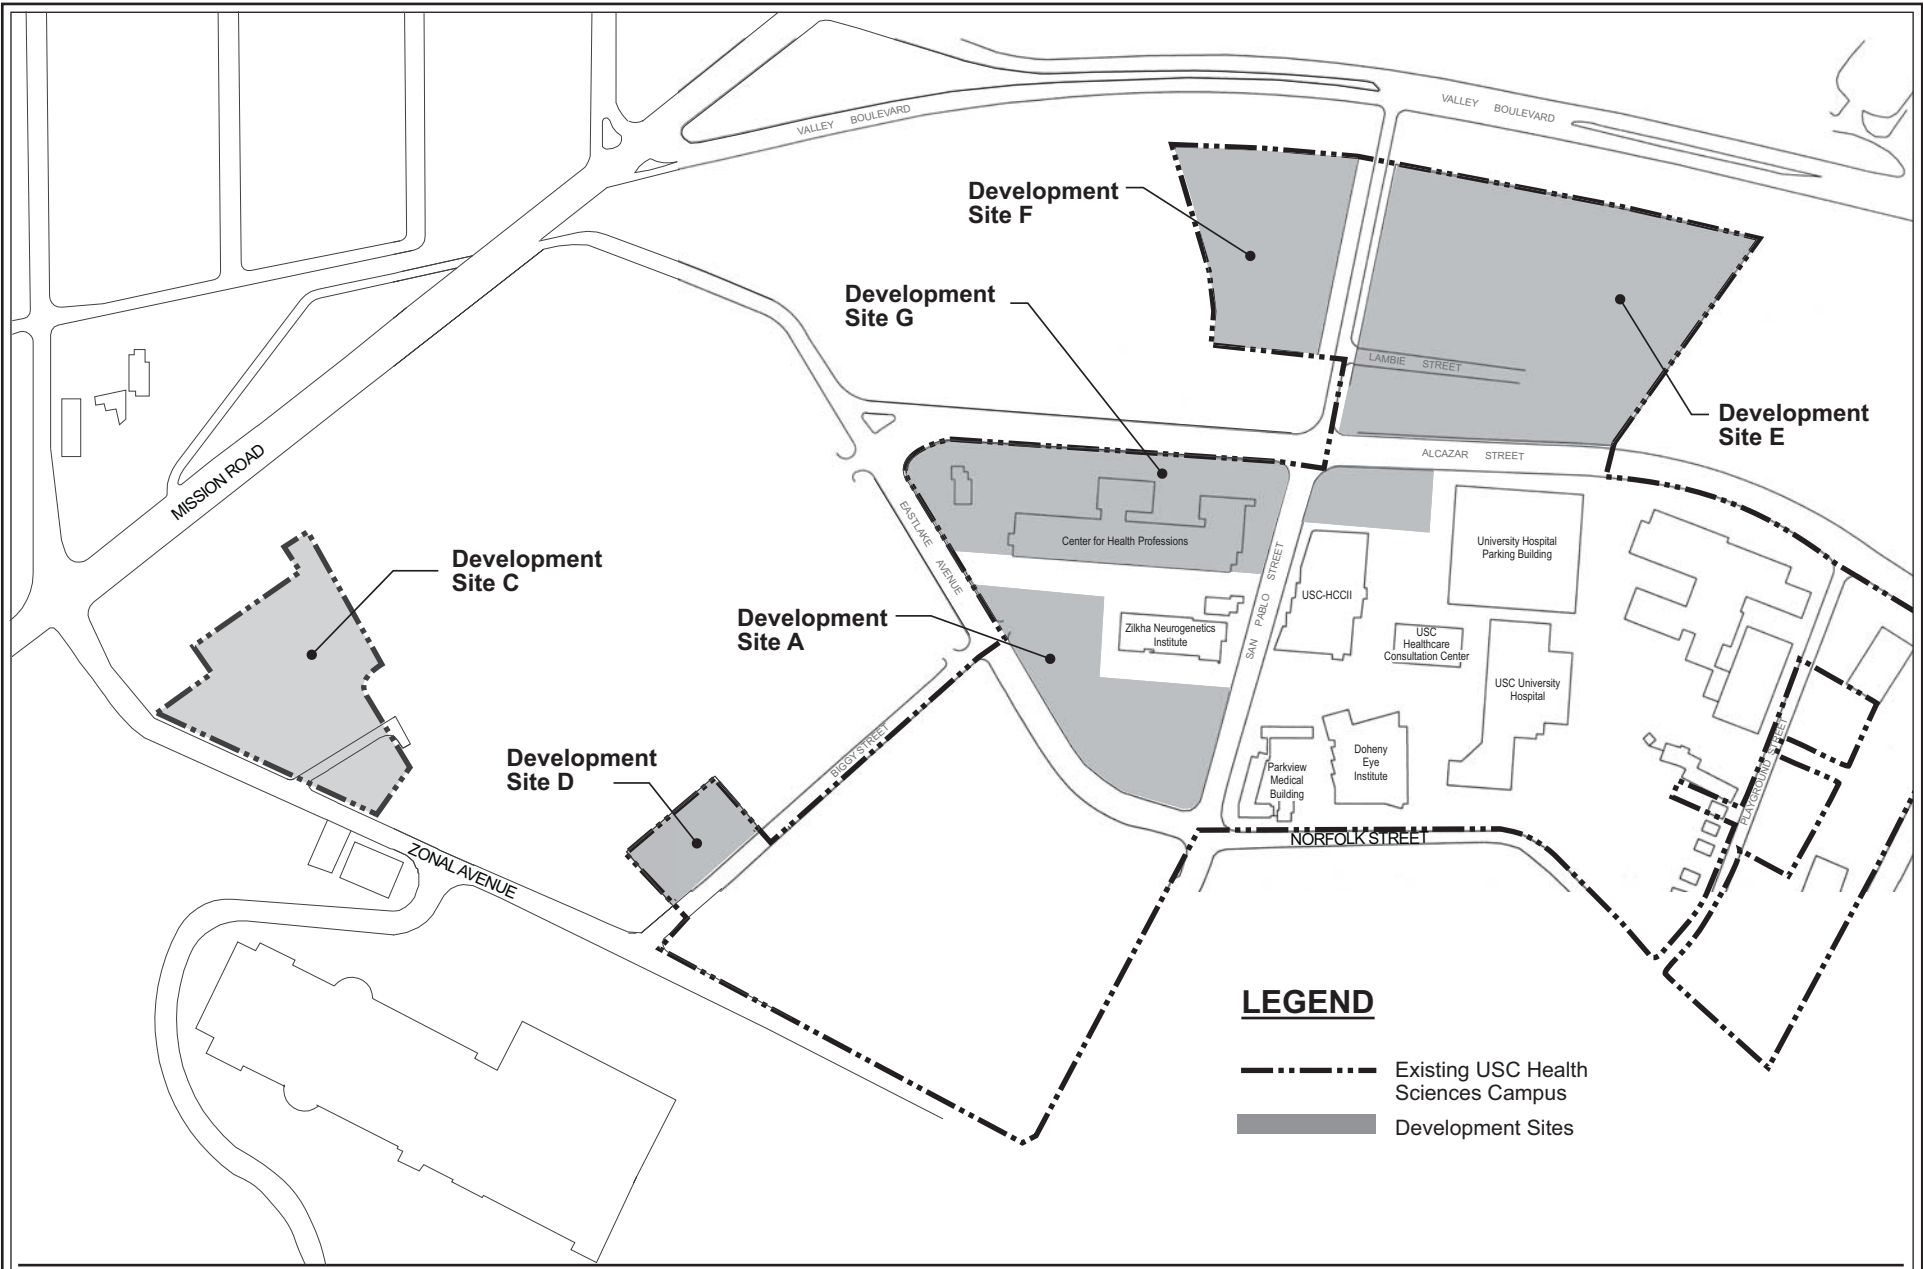 VALLEY BOULEVARD
VALLEY BOULEVARD
Development
Site F
Development
Site G
LAMBIE STREET
Development
Site E
ALCAZAR STREET
MISSION ROAD
EASTLAKE AVENUE
Center for Health Professions
University Hospital
Parking Building
Development
Site C
SAN PABLO STREET
USC-HCCII
Development
Site A
Zilkha Neurogenetics
Institute
USC
Healthcare
Consultation Center
USC University
Hospital
BIGGY STREET
Development
Site D
Parkview
Medical
Building
Doheny
Eye
Institute
PLAYGROUND STREET
NORFOLK STREET
ZONAL AVENUE
LEGEND
Existing USC Health
Sciences Campus
Development Sites